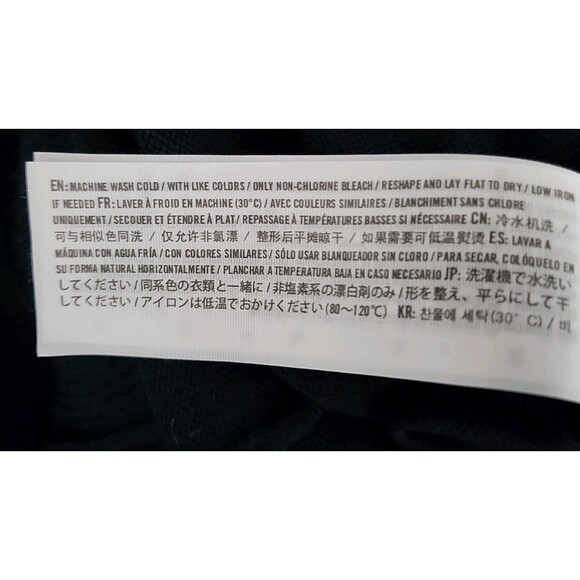 EN: MACHINE WASH COLD / WITH LIKE COLORS / ONLY NON-CHLORINE BLEACH / RESHAPE AND LAY FLAT TO DRY / LOW IRON
IF NEEDED FR: LAVER À FROID EN MACHINE (30°C) / AVEC COULEURS SIMILAIRES / BLANCHIMENT SANS CHLORE
UNIQUEMENT / SECOUER ET ÉTENDRE À PLAT / REPASSAGE À TEMPÉRATURES BASSES SI NÉCESSAIRE CN: 冷水机洗 /
可与相似色同洗 / 仅允许非氯漂 / 整形后平摊晾干 / 如果需要可低温熨烫 ES: LAVAR A
MÁQUINA CON AGUA FRÍA / CON COLORES SIMILARES / SÓLO USAR BLANQUEADOR SIN CLORO / PARA SECAR, COLÓQUELO EN
SU FORMA NATURAL HORIZONTALMENTE / PLANCHAR A TEMPERATURA BAJA EN CASO NECESARIO JP: 洗濯機で水洗い
してください / 同系色の衣類と一緒に / 非塩素系の漂白剤のみ / 形を整え、平らにして干
してください / アイロンは低温でおかけください (80〜120℃) KR: 찬물에 세탁(30° C) / 비